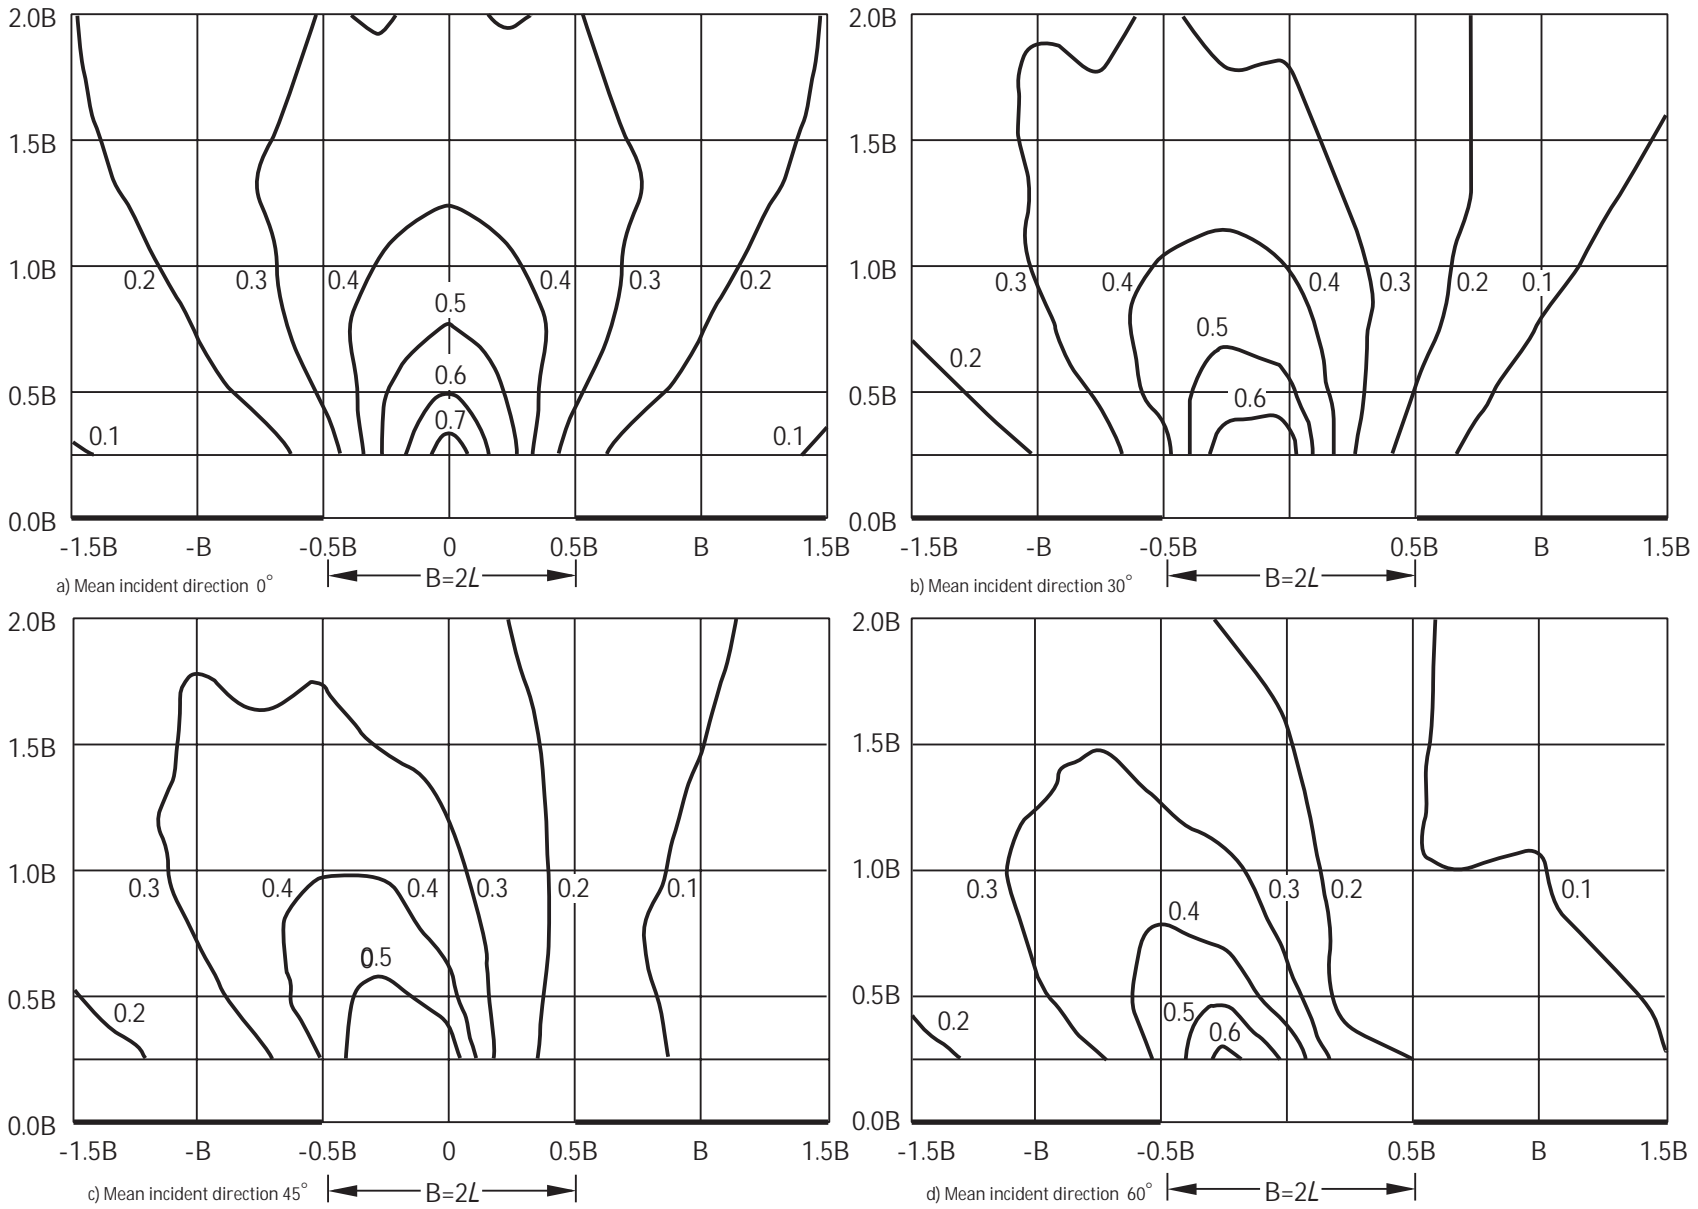 2.0B
1.5B
1.0B
0.2 0.3 0.4 0.4 0.3 0.2
0.5
0.6
0.5B
0.7
0.1 0.1
0.0B
-1.5B -B -0.5B 0 0.5B B 1.5B
B=2L
a) Mean incident direction 0°
2.0B
1.5B
1.0B
0.3 0.4 0.4 0.3 0.2 0.1
0.5
0.2
0.6
0.5B
0.0B
-1.5B -B -0.5B 0.5B B 1.5B
B=2L
b) Mean incident direction 30°
2.0B
1.5B
1.0B
0.3 0.4 0.4 0.3 0.2 0.1
0.5
0.5B
0.2
0.0B
-1.5B -B -0.5B 0 0.5B B 1.5B
B=2L
c) Mean incident direction 45°
2.0B
1.5B
1.0B
0.3 0.3 0.2 0.1
0.4
0.5B
0.5
0.2 0.6
0.0B
-1.5B -B -0.5B 0.5B B 1.5B
B=2L
d) Mean incident direction 60°